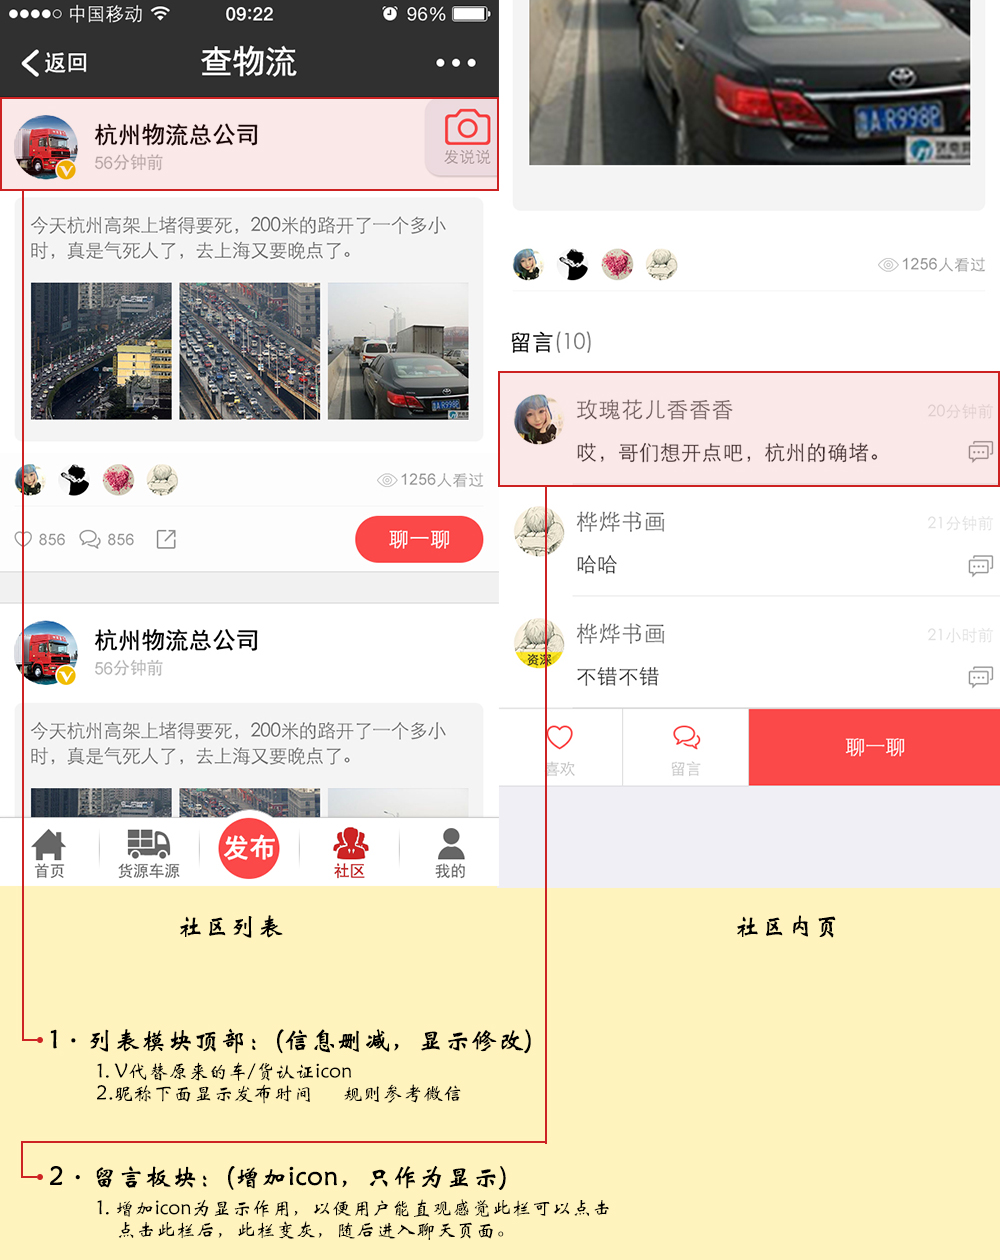 中国移动 09:22 96%
返回 查物流
杭州物流总公司
56分钟前
发说说
今天杭州高架上堵得要死，200米的路开了一个多小
时，真是气死人了，去上海又要晚点了。
1256人看过
856 856 聊一聊
杭州物流总公司
56分钟前
今天杭州高架上堵得要死，200米的路开了一个多小
时，真是气死人了，去上海又要晚点了。
首页 货源车源 发布 社区 我的
A·R998P
1256人看过
留言(10)
玫瑰花儿香香香 20分钟前
哎，哥们想开点吧，杭州的确堵。
桦烨书画 21分钟前
哈哈
桦烨书画 21小时前
资深
不错不错
喜欢 留言 聊一聊
社区列表 社区内页
1·列表模块顶部：(信息删减，显示修改)
1. V代替原来的车/货认证icon
2.昵称下面显示发布时间 规则参考微信
2·留言板块：(增加icon，只作为显示)
1. 增加icon为显示作用，以便用户能直观感觉此栏可以点击
点击此栏后，此栏变灰，随后进入聊天页面。